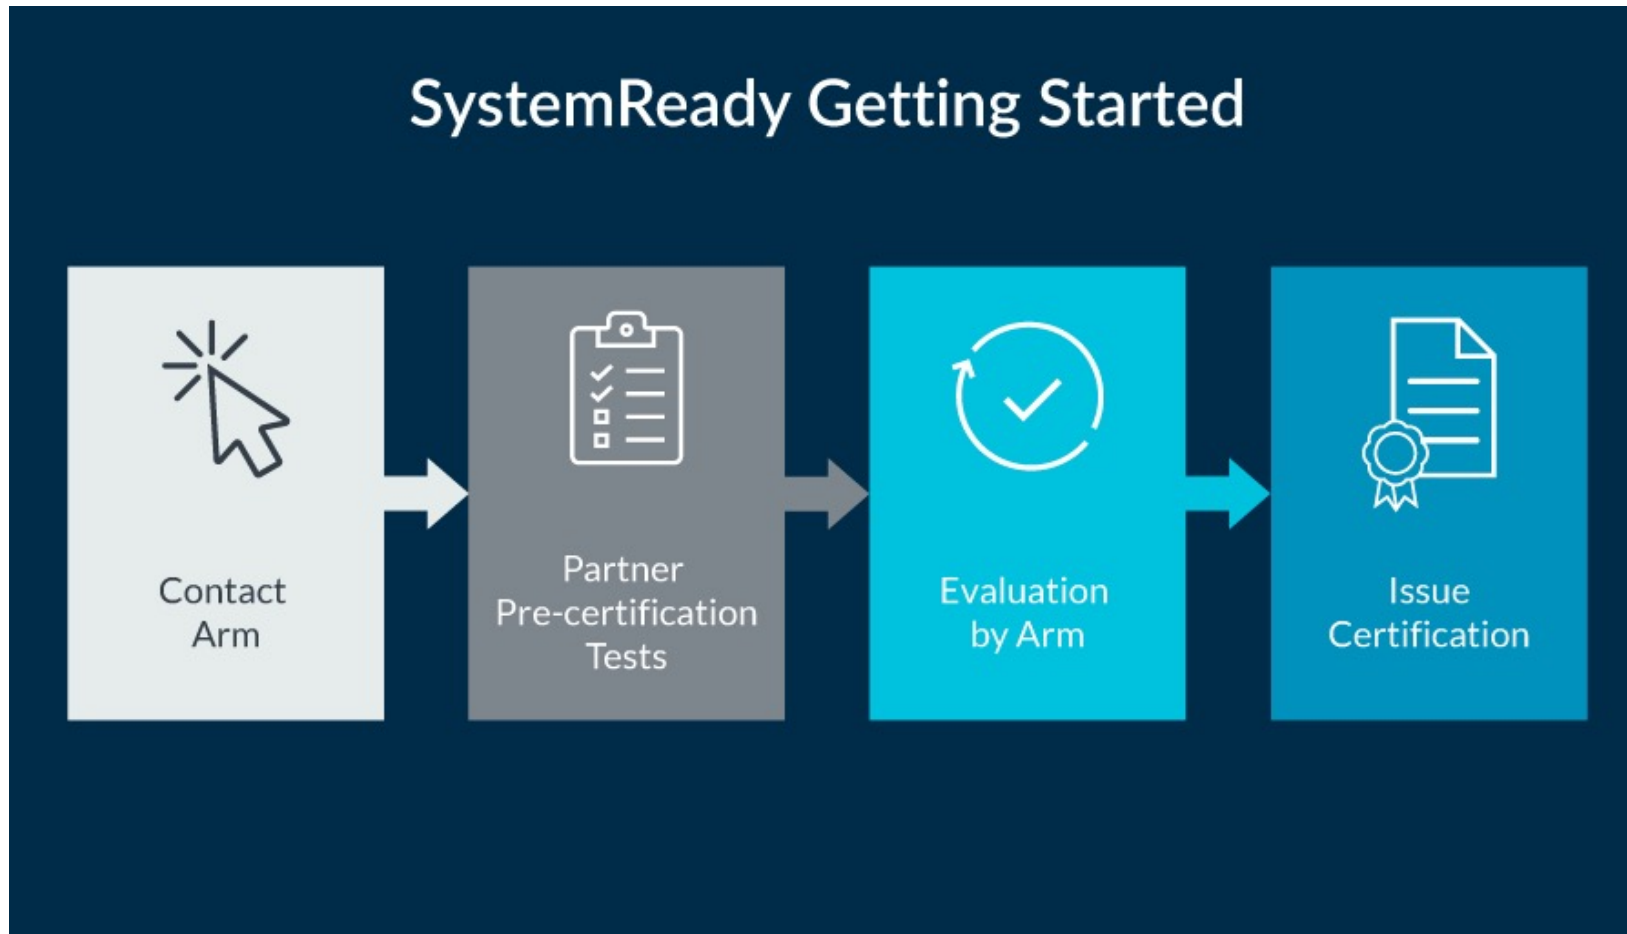 SystemReady Getting Started
Contact
Arm
Partner
Pre-certification
Tests
Evaluation
by Arm
Issue
Certification